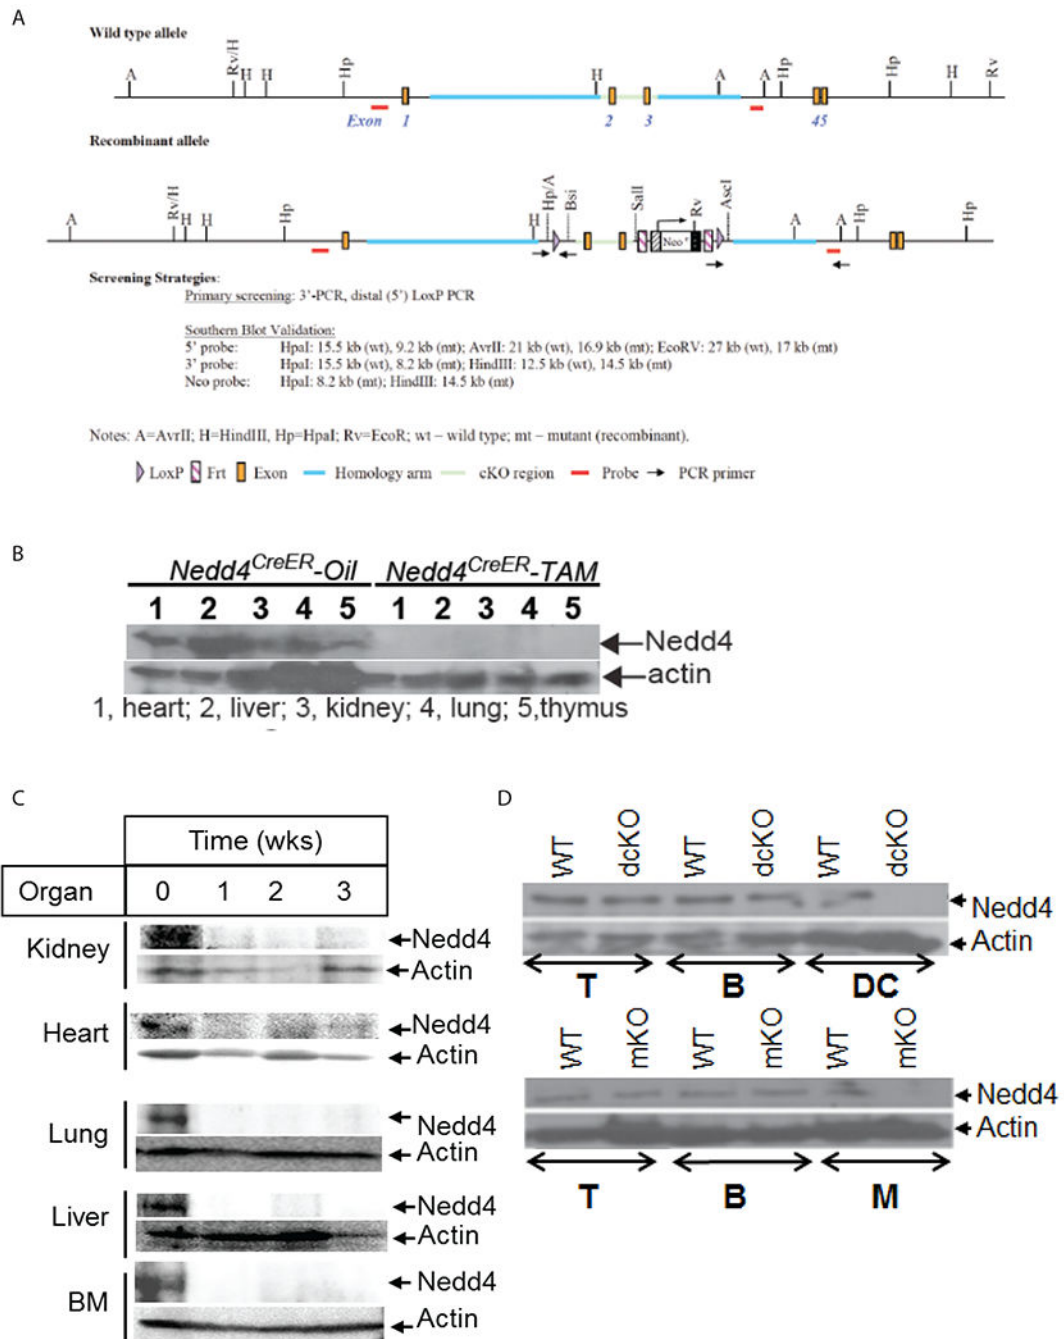 A
Wild type allele
A Rv/H H H Hp H A A Hp Hp H Rv
Exon 1 2 3 45
Recombinant allele
A Rv/H H H Hp H Hp/A Bsi SalI Rv AscI A A Hp Hp
Neo r
Screening Strategies:
Primary screening: 3'-PCR, distal (5') LoxP PCR
Southern Blot Validation:
5' probe: HpaI: 15.5 kb (wt), 9.2 kb (mt); AvrII: 21 kb (wt), 16.9 kb (mt); EcoRV: 27 kb (wt), 17 kb (mt)
3' probe: HpaI: 15.5 kb (wt), 8.2 kb (mt); HindIII: 12.5 kb (wt), 14.5 kb (mt)
Neo probe: HpaI: 8.2 kb (mt); HindIII: 14.5 kb (mt)
Notes: A=AvrII; H=HindIII, Hp=HpaI; Rv=EcoR; wt – wild type; mt – mutant (recombinant).
LoxP Frt Exon Homology arm cKO region Probe PCR primer
B
Nedd4CreER-Oil Nedd4CreER-TAM
1 2 3 4 5 1 2 3 4 5
Nedd4
actin
1, heart; 2, liver; 3, kidney; 4, lung; 5,thymus
C
Time (wks)
Organ 0 1 2 3
Kidney
Nedd4
Actin
Heart
Nedd4
Actin
Lung
Nedd4
Actin
Liver
Nedd4
Actin
BM
Nedd4
Actin
D
WT dcKO WT dcKO WT dcKO
Nedd4
Actin
T B DC
WT mKO WT mKO WT mKO
Nedd4
Actin
T B M